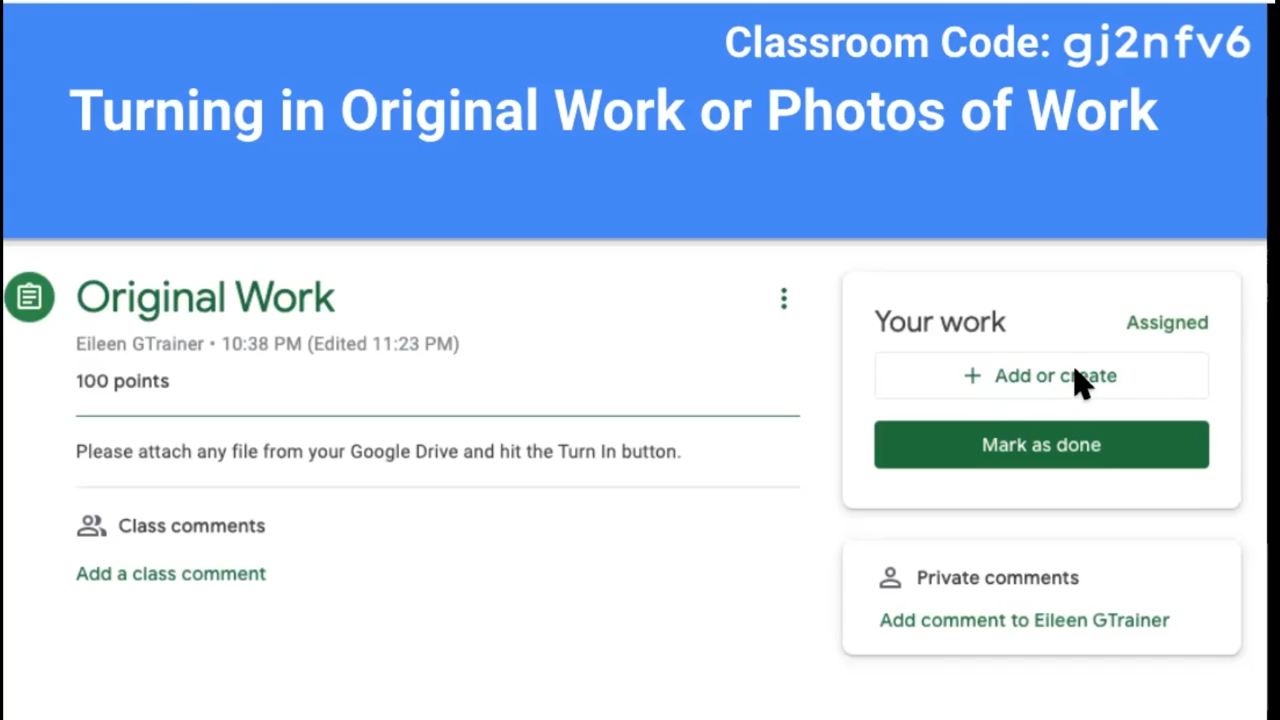 Classroom Code: gj2nfv6
Turning in Original Work or Photos of Work
Original Work
Eileen GTrainer • 10:38 PM (Edited 11:23 PM)
100 points
Please attach any file from your Google Drive and hit the Turn In button.
Class comments
Add a class comment
Your work
Assigned
+ Add or create
Mark as done
Private comments
Add comment to Eileen GTrainer